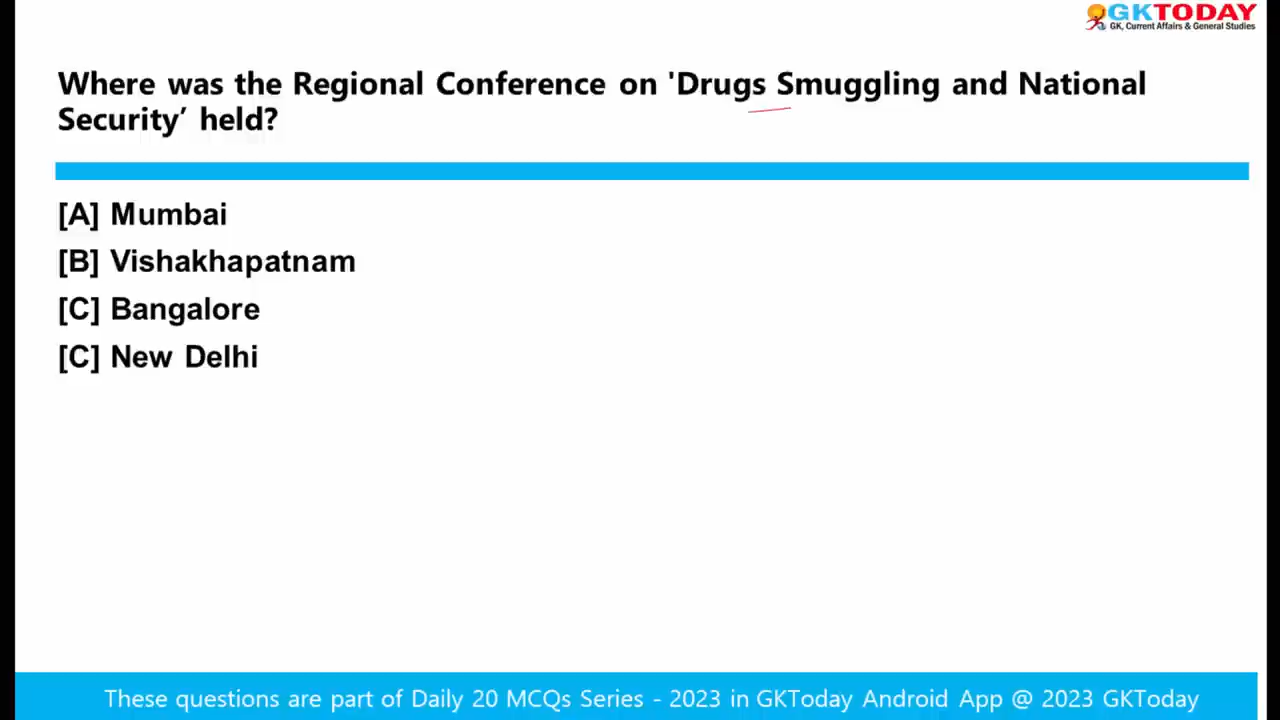 GKTODAY
GK, Current Affairs & General Studies
Where was the Regional Conference on 'Drugs Smuggling and National
Security’ held?
[A] Mumbai
[B] Vishakhapatnam
[C] Bangalore
[C] New Delhi
These questions are part of Daily 20 MCQs Series - 2023 in GKToday Android App @ 2023 GKToday